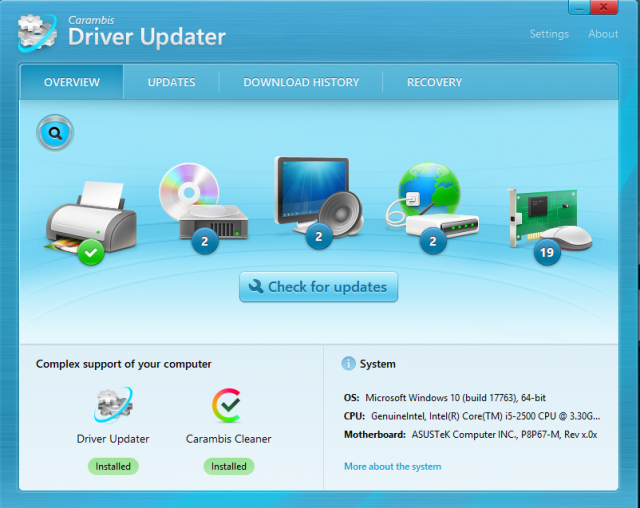 Carambis
Driver Updater
Settings About
OVERVIEW UPDATES DOWNLOAD HISTORY RECOVERY
2 2 2 19
Check for updates
Complex support of your computer
Driver Updater Carambis Cleaner
Installed Installed
System
OS: Microsoft Windows 10 (build 17763), 64-bit
CPU: GenuineIntel, Intel(R) Core(TM) i5-2500 CPU @ 3.30G...
Motherboard: ASUSTeK Computer INC., P8P67-M, Rev x.0x
More about the system